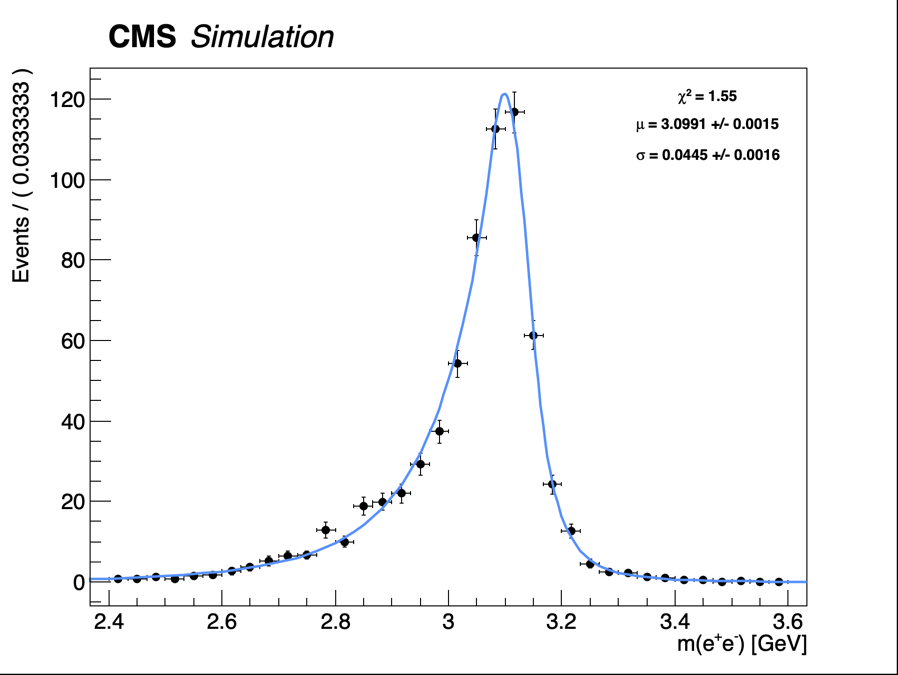 CMS Simulation
Events / ( 0.0333333 )
χ² = 1.55
μ = 3.0991 +/- 0.0015
σ = 0.0445 +/- 0.0016
120
100
80
60
40
20
0
2.4 2.6 2.8 3 3.2 3.4 3.6
m(e⁺e⁻) [GeV]